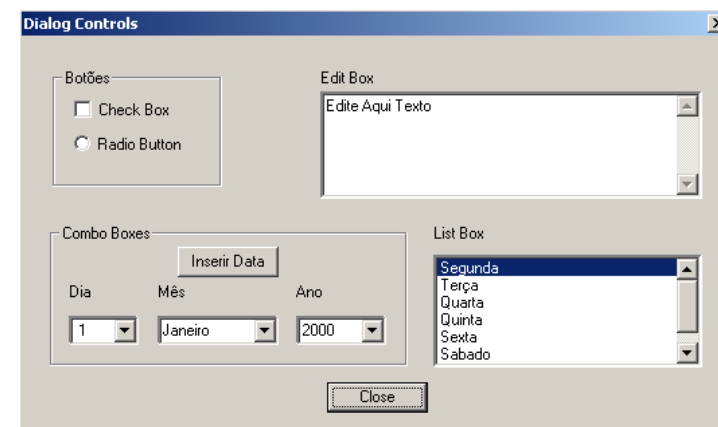 Dialog Controls
Botões
Check Box
Radio Button
Edit Box
Edite Aqui Texto
Combo Boxes
Inserir Data
Dia Mês Ano
1 Janeiro 2000
List Box
Segunda
Terça
Quarta
Quinta
Sexta
Sabado
Close